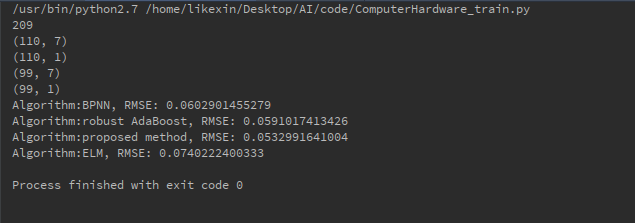 /usr/bin/python2.7 /home/likexin/Desktop/AI/code/ComputerHardware_train.py
209
(110, 7)
(110, 1)
(99, 7)
(99, 1)
Algorithm:BPNN, RMSE: 0.0602901455279
Algorithm:robust AdaBoost, RMSE: 0.0591017413426
Algorithm:proposed method, RMSE: 0.0532991641004
Algorithm:ELM, RMSE: 0.0740222400333
Process finished with exit code 0